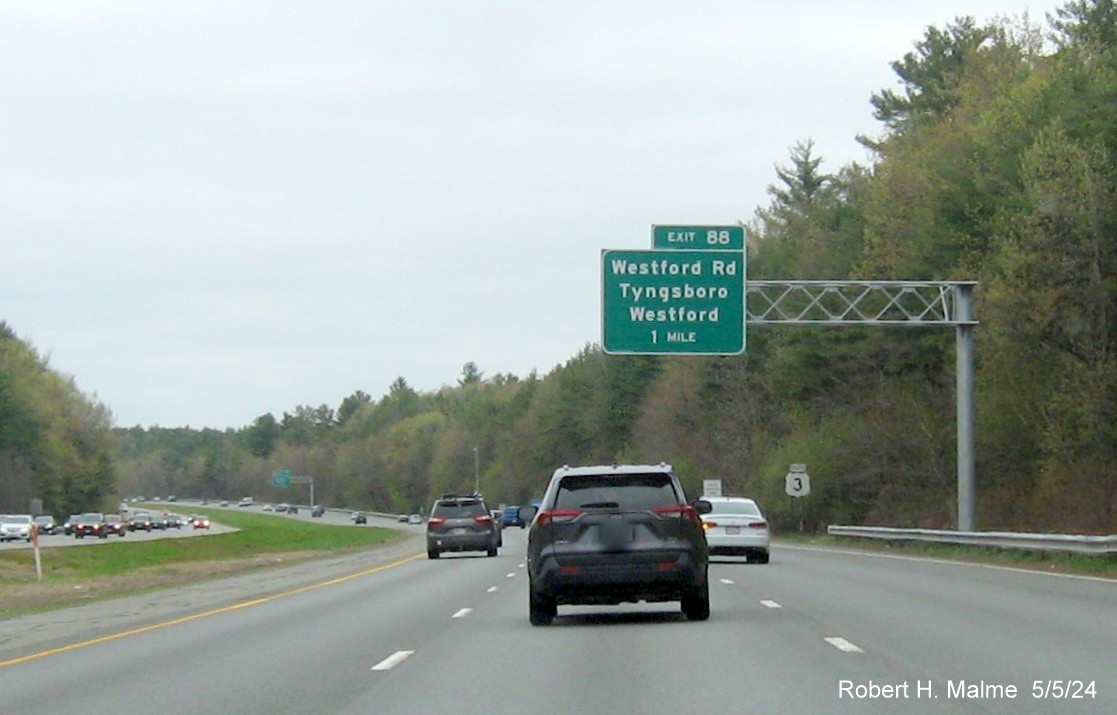 EXIT 88
Westford Rd
Tyngsboro
Westford
1 MILE
3
Robert H. Malme 5/5/24